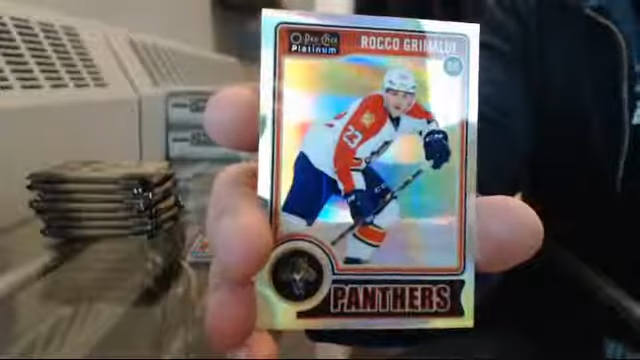 O-Pee-Chee
Platinum
ROCCO GRIMALDI
23
PANTHERS